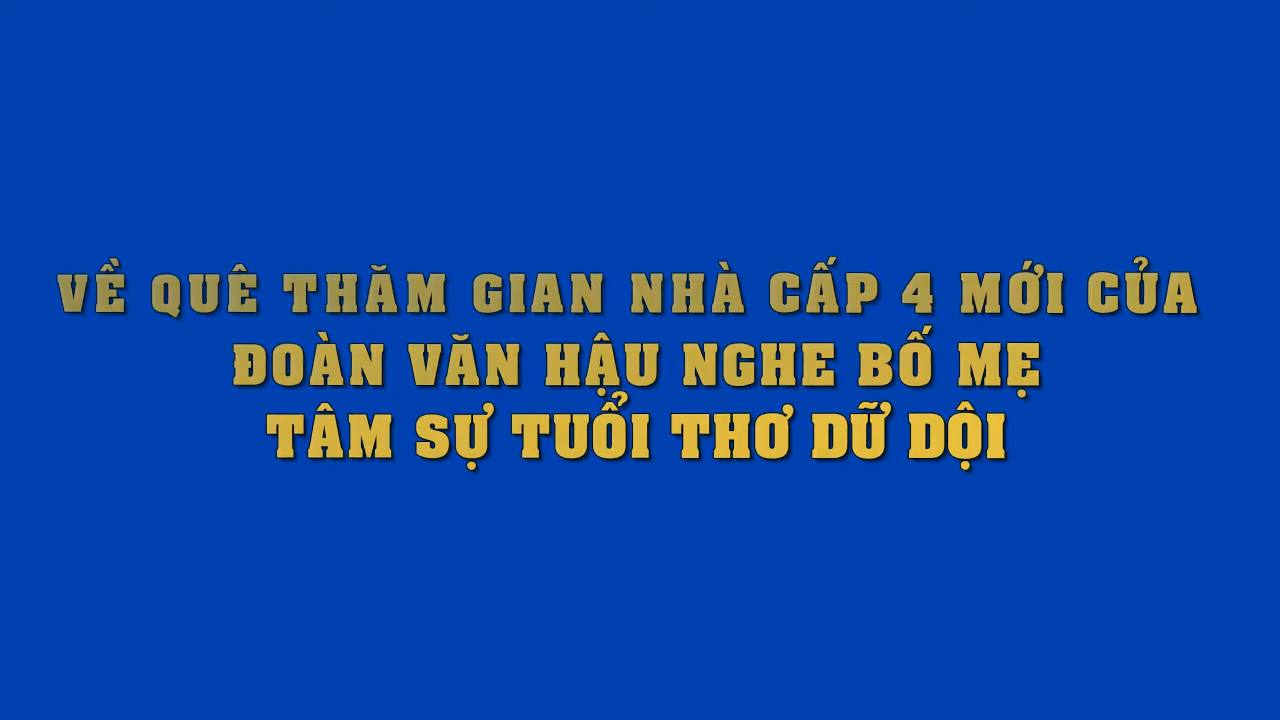 VỀ QUÊ THĂM GIAN NHÀ CẤP 4 MỚI CỦA
ĐOÀN VĂN HẬU NGHE BỐ MẸ
TÂM SỰ TUỔI THƠ DỮ DỘI